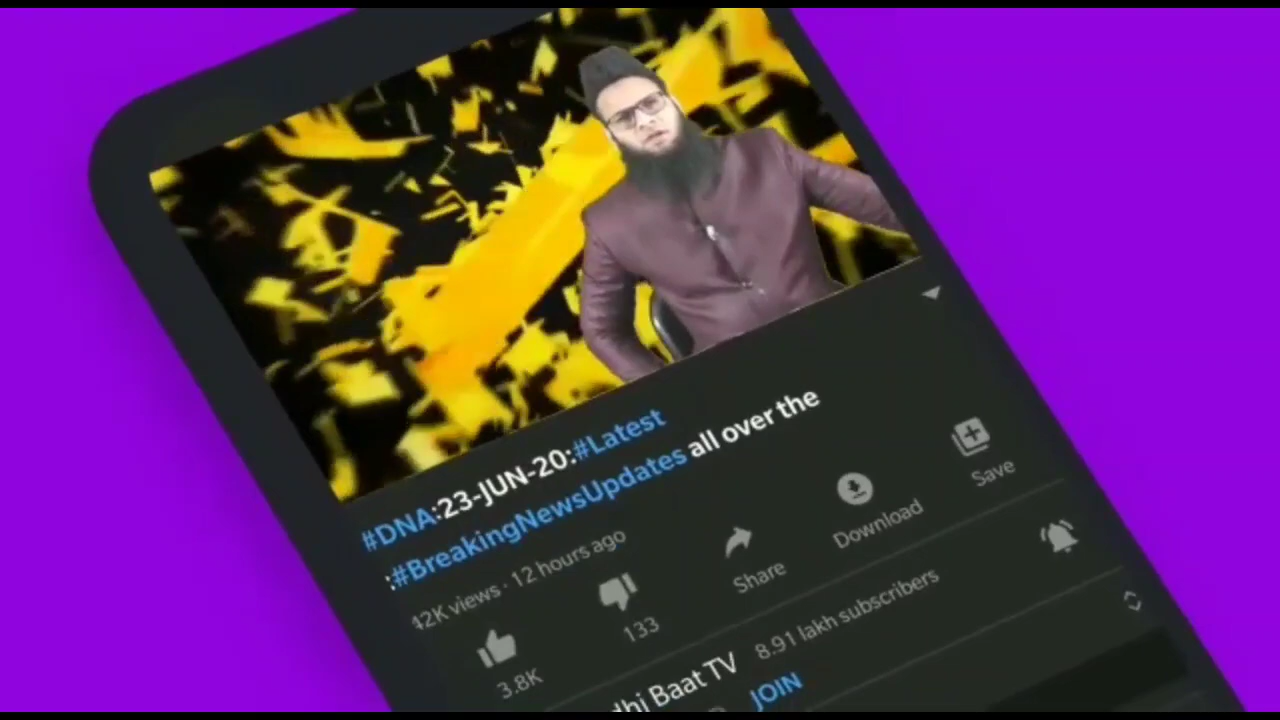 #DNA:23-JUN-20:#Latest
:#BreakingNewsUpdates all over the
42K views · 12 hours ago
3.8K
133
Share
Download
Save
dhi Baat TV 8.91 lakh subscribers
JOIN